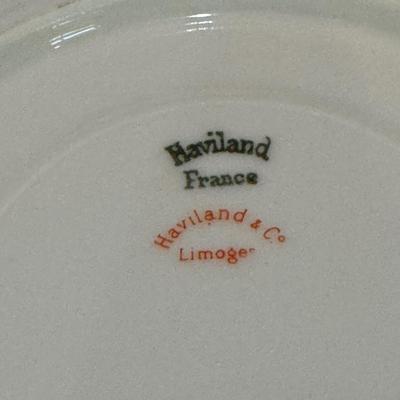 Haviland
France
Haviland & Co
Limoges